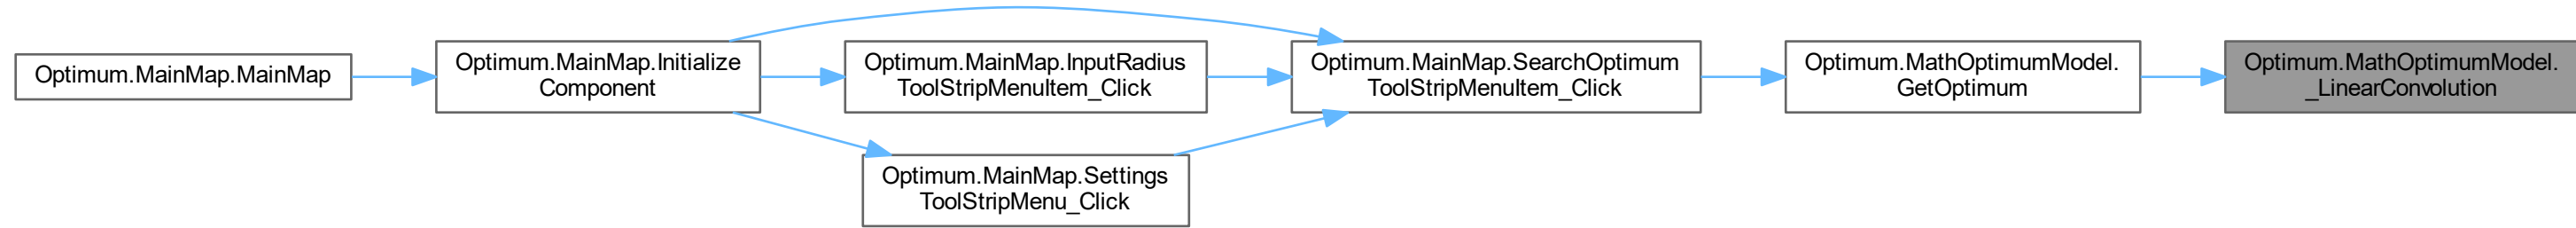 Optimum.MainMap.MainMap
Optimum.MainMap.Initialize
Component
Optimum.MainMap.InputRadius
ToolStripMenuItem_Click
Optimum.MainMap.Settings
ToolStripMenu_Click
Optimum.MainMap.SearchOptimum
ToolStripMenuItem_Click
Optimum.MathOptimumModel.
GetOptimum
Optimum.MathOptimumModel.
_LinearConvolution